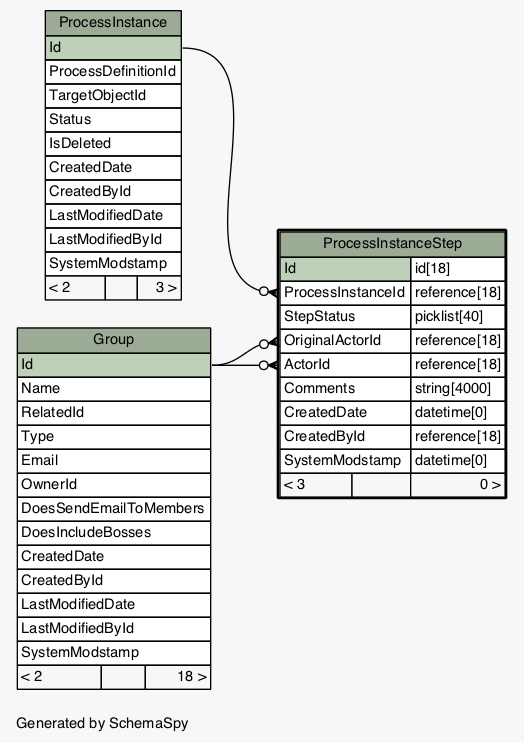 ProcessInstance
Id
ProcessDefinitionId
TargetObjectId
Status
IsDeleted
CreatedDate
CreatedById
LastModifiedDate
LastModifiedById
SystemModstamp
< 2 3 >
ProcessInstanceStep
Id id[18]
ProcessInstanceId reference[18]
StepStatus picklist[40]
OriginalActorId reference[18]
ActorId reference[18]
Comments string[4000]
CreatedDate datetime[0]
CreatedById reference[18]
SystemModstamp datetime[0]
< 3 0 >
Group
Id
Name
RelatedId
Type
Email
OwnerId
DoesSendEmailToMembers
DoesIncludeBosses
CreatedDate
CreatedById
LastModifiedDate
LastModifiedById
SystemModstamp
< 2 18 >
Generated by SchemaSpy